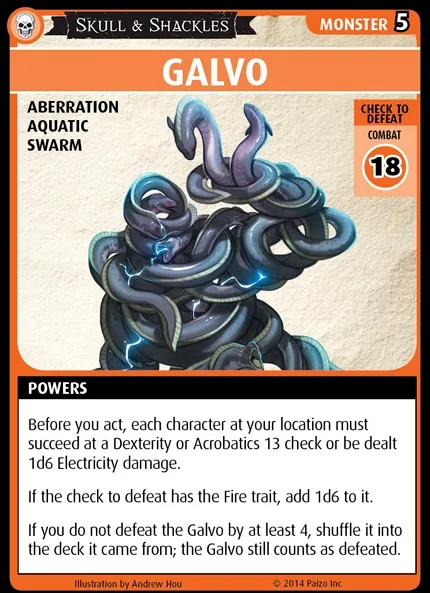 SKULL & SHACKLES
MONSTER 5
GALVO
ABERRATION
AQUATIC
SWARM
CHECK TO
DEFEAT
COMBAT
18
POWERS
Before you act, each character at your location must
succeed at a Dexterity or Acrobatics 13 check or be dealt
1d6 Electricity damage.
If the check to defeat has the Fire trait, add 1d6 to it.
If you do not defeat the Galvo by at least 4, shuffle it into
the deck it came from; the Galvo still counts as defeated.
Illustration by Andrew Hou
© 2014 Paizo Inc